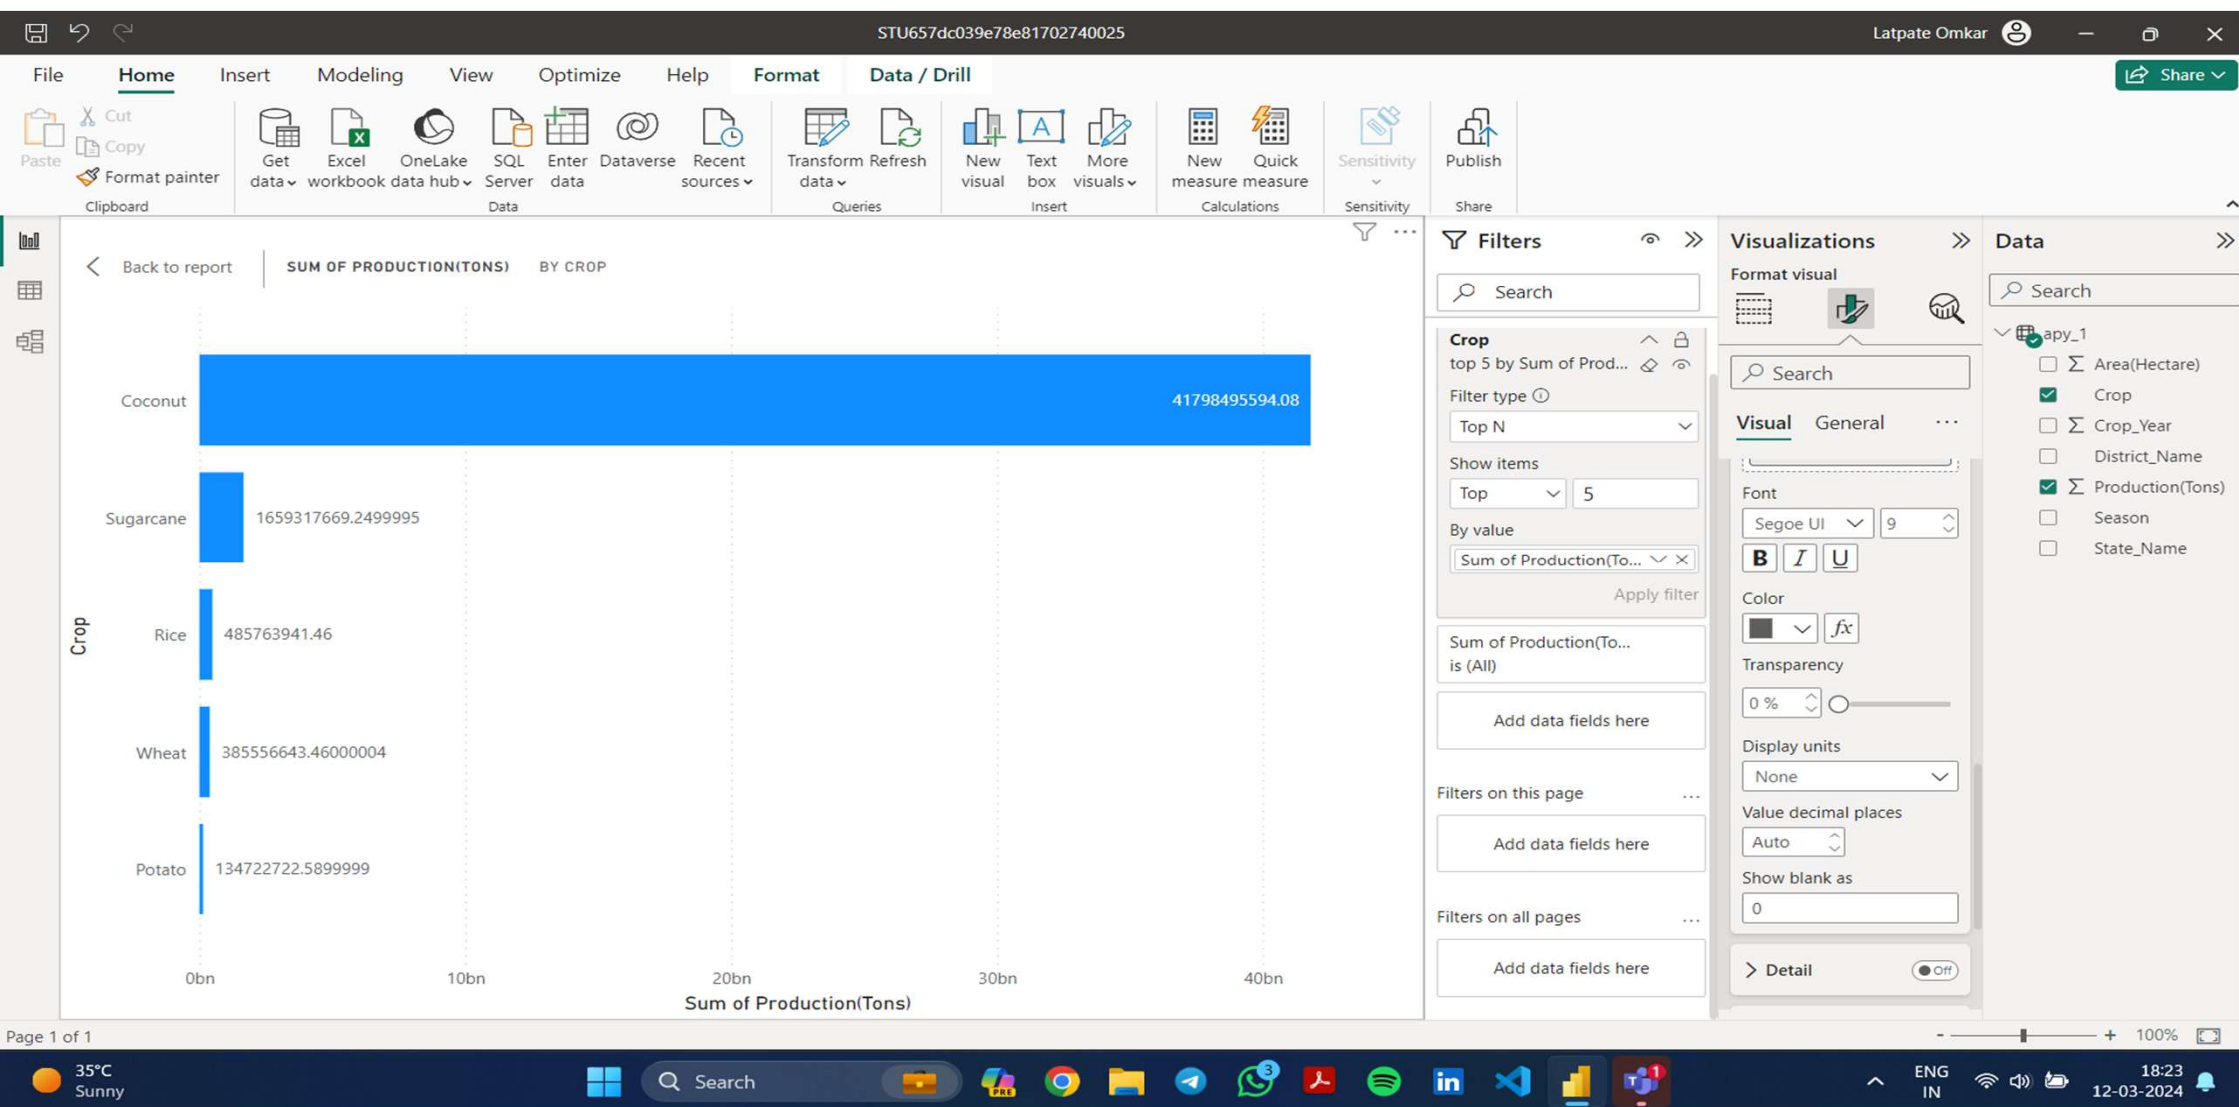 STU657dc039e78e81702740025
Latpate Omkar
File Home Insert Modeling View Optimize Help Format Data / Drill
Share
Paste
Cut
Copy
Format painter
Clipboard
Get data
Excel workbook
OneLake data hub
SQL Server
Enter data
Dataverse
Recent sources
Data
Transform data
Refresh
Queries
New visual
Text box
More visuals
Insert
New measure
Quick measure
Calculations
Sensitivity
Sensitivity
Publish
Share
Back to report
SUM OF PRODUCTION(TONS) BY CROP
Crop
Coconut 41798495594.08
Sugarcane 1659317669.2499995
Rice 485763941.46
Wheat 385556643.46000004
Potato 134722722.5899999
0bn 10bn 20bn 30bn 40bn
Sum of Production(Tons)
Filters
Search
Crop
top 5 by Sum of Prod...
Filter type
Top N
Show items
Top 5
By value
Sum of Production(To...
Apply filter
Sum of Production(To...
is (All)
Add data fields here
Filters on this page ...
Add data fields here
Filters on all pages ...
Add data fields here
Visualizations
Format visual
Search
Visual General ...
Font
Segoe UI 9
B I U
Color
fx
Transparency
0 %
Display units
None
Value decimal places
Auto
Show blank as
0
Detail Off
Data
Search
apy_1
Σ Area(Hectare)
Crop
Σ Crop_Year
District_Name
Σ Production(Tons)
Season
State_Name
Page 1 of 1
- + 100%
35°C
Sunny
Search
PRE
3
1
ENG
IN
18:23
12-03-2024